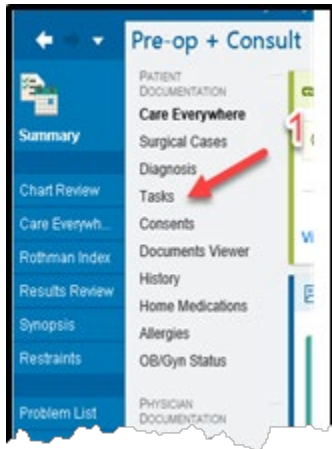 Pre-op + Consult
Summary
Chart Review
Care Everywh...
Rothman Index
Results Review
Synopsis
Restraints
Problem List
PATIENT
DOCUMENTATION
Care Everywhere
Surgical Cases
Diagnosis
Tasks
Consents
Documents Viewer
History
Home Medications
Allergies
OB/Gyn Status
PHYSICIAN
DOCUMENTATION
1